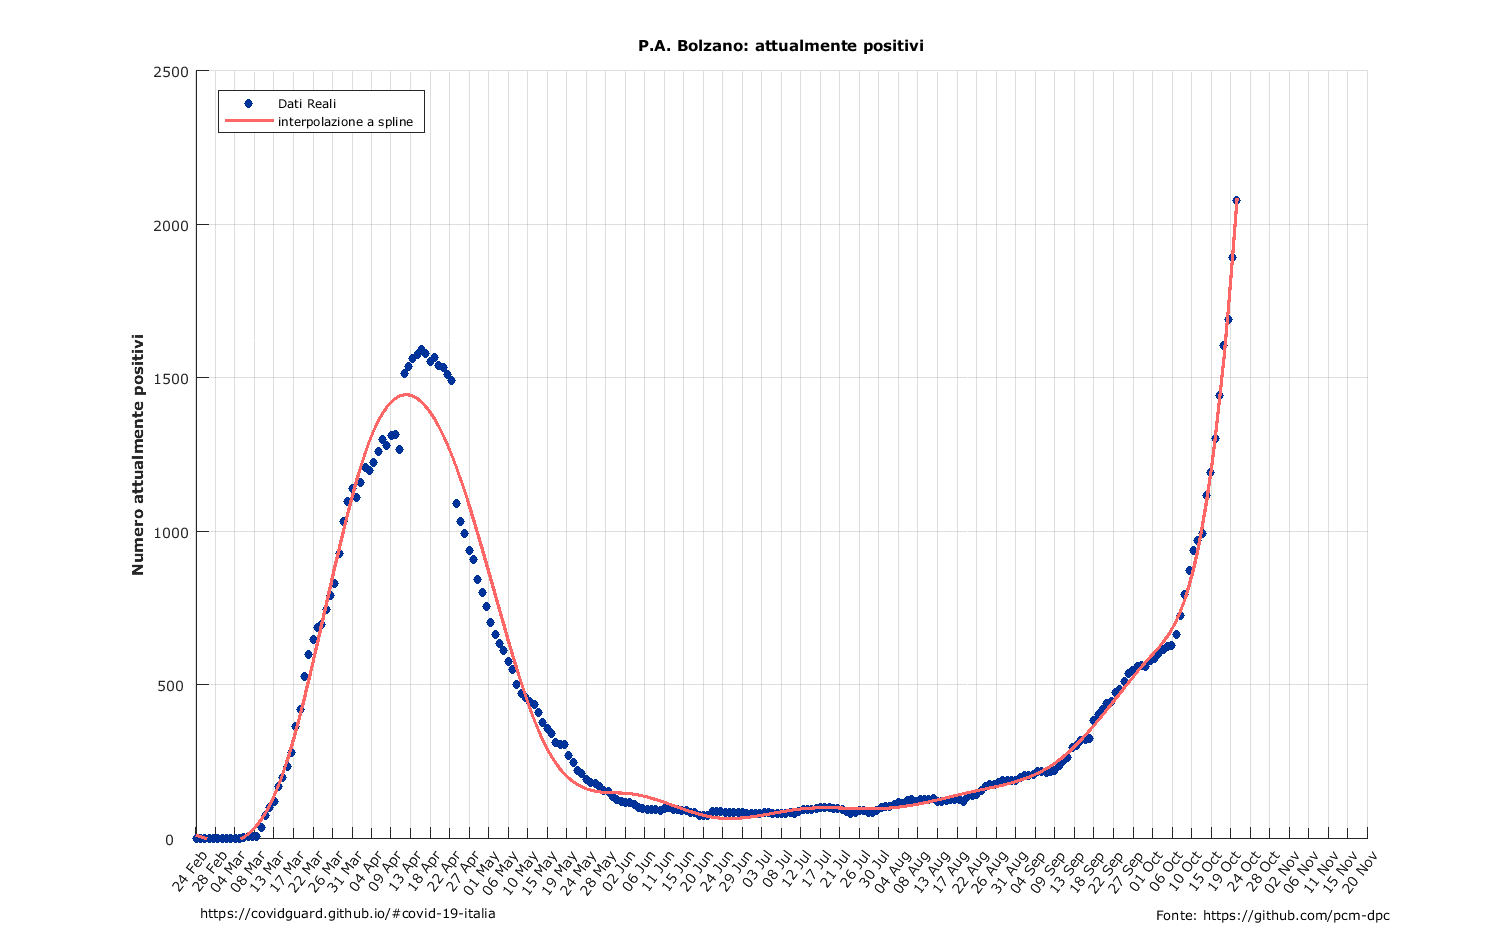 P.A. Bolzano: attualmente positivi
2500
2000
1500
1000
500
0
Numero attualmente positivi
Dati Reali
interpolazione a spline
24 Feb
28 Feb
04 Mar
08 Mar
13 Mar
17 Mar
22 Mar
26 Mar
31 Mar
04 Apr
09 Apr
13 Apr
18 Apr
22 Apr
27 Apr
01 May
06 May
10 May
15 May
19 May
24 May
28 May
02 Jun
06 Jun
11 Jun
15 Jun
20 Jun
24 Jun
29 Jun
03 Jul
08 Jul
12 Jul
17 Jul
21 Jul
26 Jul
30 Jul
04 Aug
08 Aug
13 Aug
17 Aug
22 Aug
26 Aug
31 Aug
04 Sep
09 Sep
13 Sep
18 Sep
22 Sep
27 Sep
01 Oct
06 Oct
10 Oct
15 Oct
19 Oct
24 Oct
28 Oct
02 Nov
06 Nov
11 Nov
15 Nov
20 Nov
https://covidguard.github.io/#covid-19-italia
Fonte: https://github.com/pcm-dpc